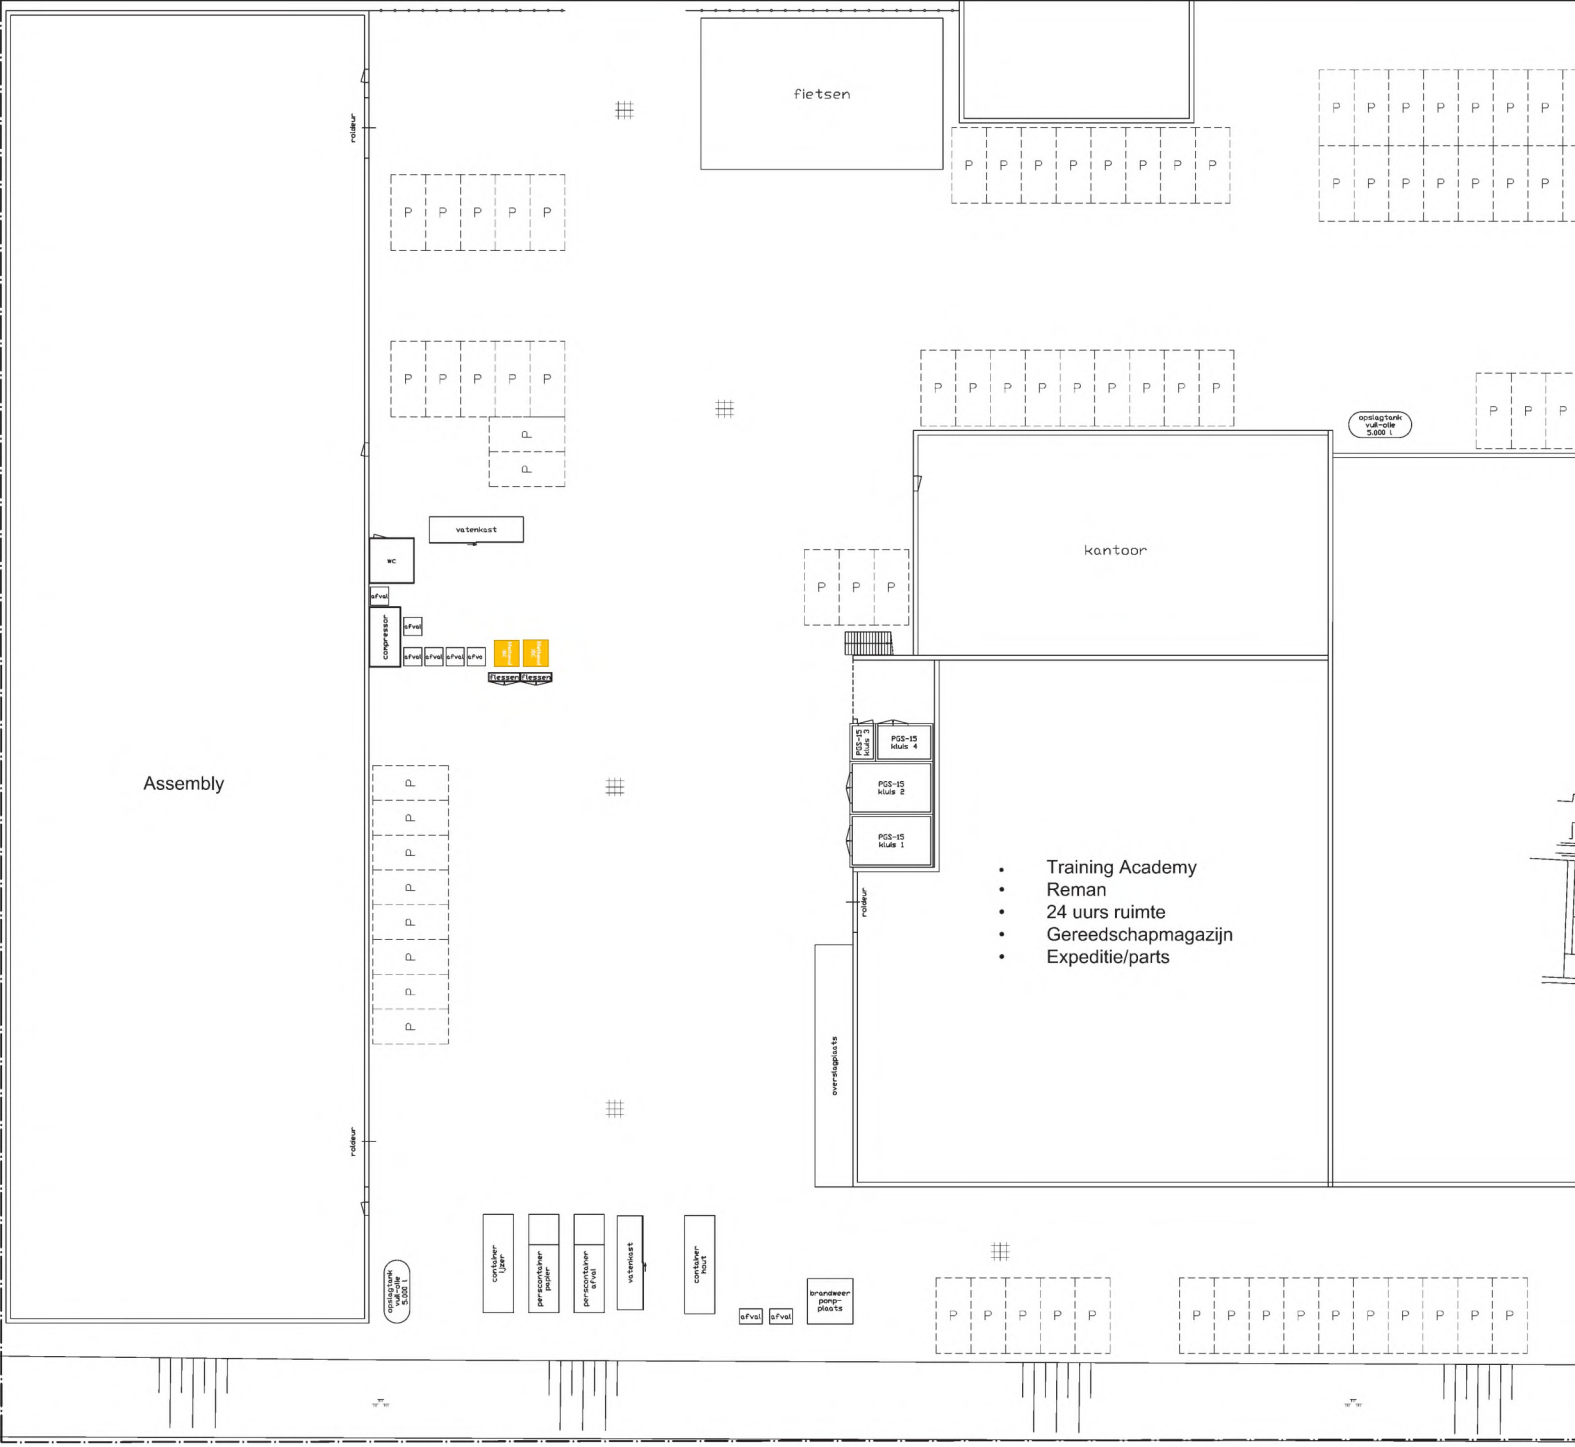 fietsen
P P P P P P P
P P P P P P P P
P P P P P P P
roldeur
P P P P P
P P P P P
P
P
P P P P P P P P P
P P P
opslagtank
vuil-olie
5.000 l
vatenkast
wc
kantoor
P P P
afval
compressor
afval
afval afval afval afva
flessen flessen
PGS-15
kluis 3
PGS-15
kluis 4
PGS-15
kluis 2
PGS-15
kluis 1
Assembly
P
P
P
P
P
P
P
P
• Training Academy
• Reman
• 24 uurs ruimte
• Gereedschapmagazijn
• Expeditie/parts
roldeur
overslagplaats
roldeur
opslagtank
vuil-olie
5.000 l
container
ijzer
perscontainer
papier
perscontainer
afval
vatenkast
container
hout
afval afval
brandweer
pomp-
plaats
P P P P P
P P P P P P P P P P